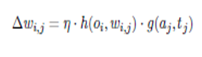 Δw_{i,j} = η · h(o_i, w_{i,j}) · g(a_j, t_j)